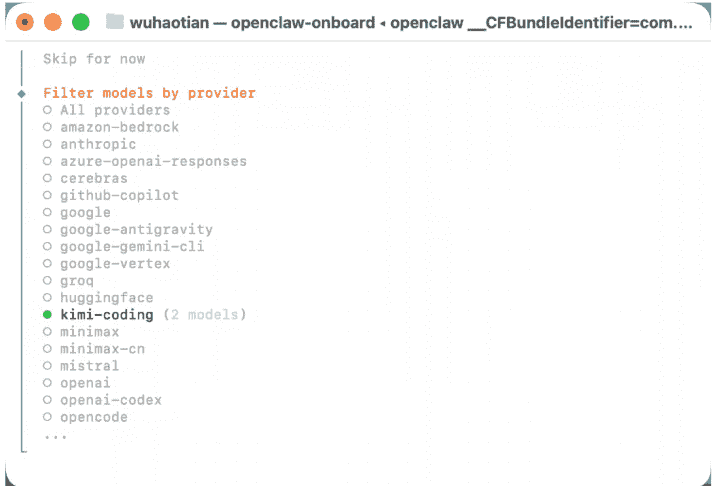 wuhaotian — openclaw-onboard ◂ openclaw __CFBundleIdentifier=com.…
Skip for now
Filter models by provider
All providers
amazon-bedrock
anthropic
azure-openai-responses
cerebras
github-copilot
google
google-antigravity
google-gemini-cli
google-vertex
groq
huggingface
kimi-coding (2 models)
minimax
minimax-cn
mistral
openai
openai-codex
opencode
...